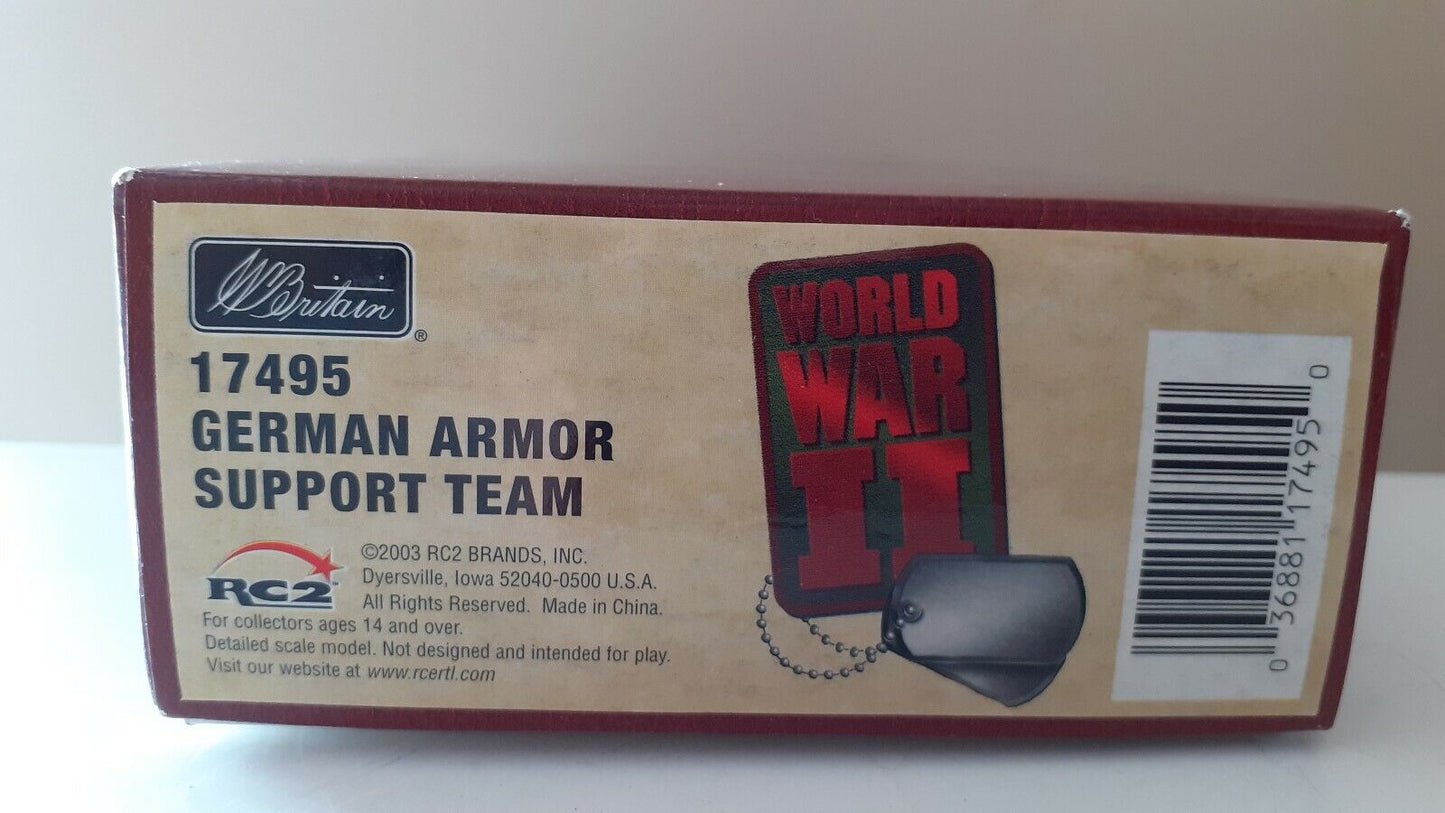 W Britain ®
17495
GERMAN ARMOR
SUPPORT TEAM
RC2™
©2003 RC2 BRANDS, INC.
Dyersville, Iowa 52040-0500 U.S.A.
All Rights Reserved. Made in China.
For collectors ages 14 and over.
Detailed scale model. Not designed and intended for play.
Visit our website at www.rcertl.com
WORLD
WAR
II
0 36881 17495 0